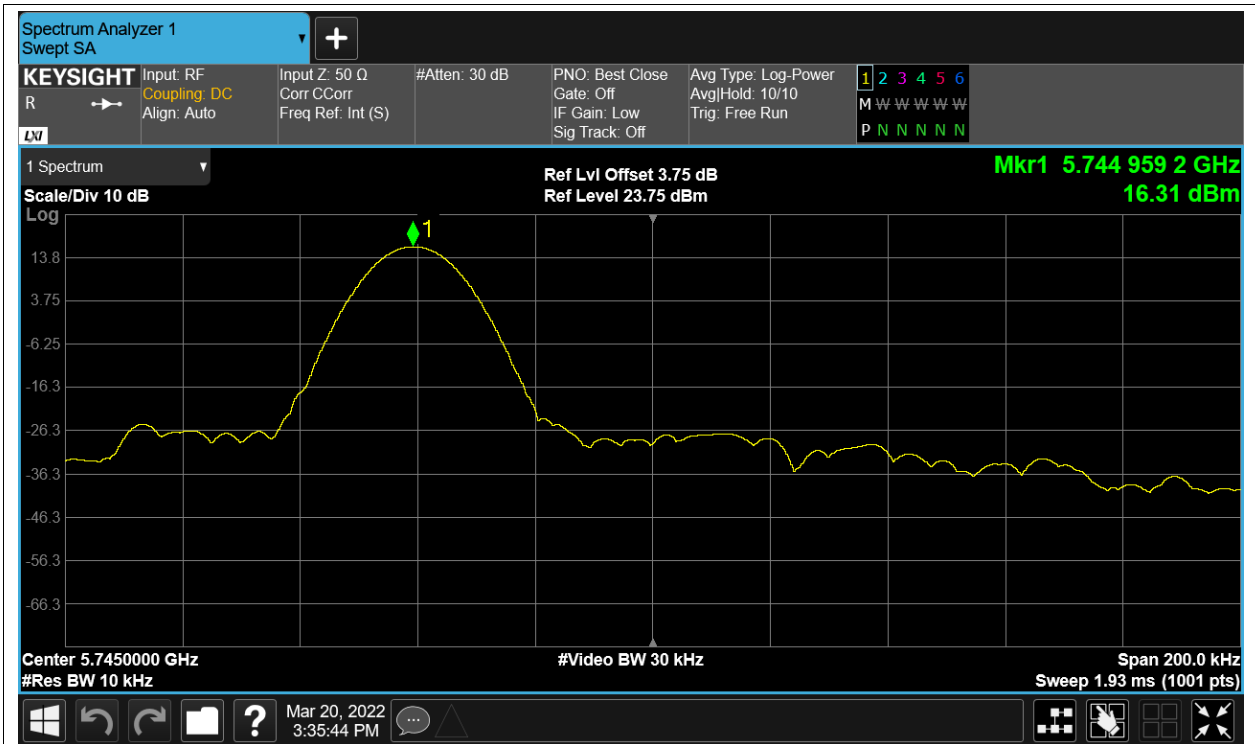 Spectrum Analyzer 1
Swept SA
KEYSIGHT
R
LXI
Input: RF
Coupling: DC
Align: Auto
Input Z: 50 Ω
Corr CCorr
Freq Ref: Int (S)
#Atten: 30 dB
PNO: Best Close
Gate: Off
IF Gain: Low
Sig Track: Off
Avg Type: Log-Power
Avg|Hold: 10/10
Trig: Free Run
1 2 3 4 5 6
M W W W W W
P N N N N N
1 Spectrum
Scale/Div 10 dB
Ref Lvl Offset 3.75 dB
Ref Level 23.75 dBm
Mkr1 5.744 959 2 GHz
16.31 dBm
Log
1
13.8
3.75
-6.25
-16.3
-26.3
-36.3
-46.3
-56.3
-66.3
Center 5.7450000 GHz
#Video BW 30 kHz
Span 200.0 kHz
#Res BW 10 kHz
Sweep 1.93 ms (1001 pts)
?
Mar 20, 2022
3:35:44 PM